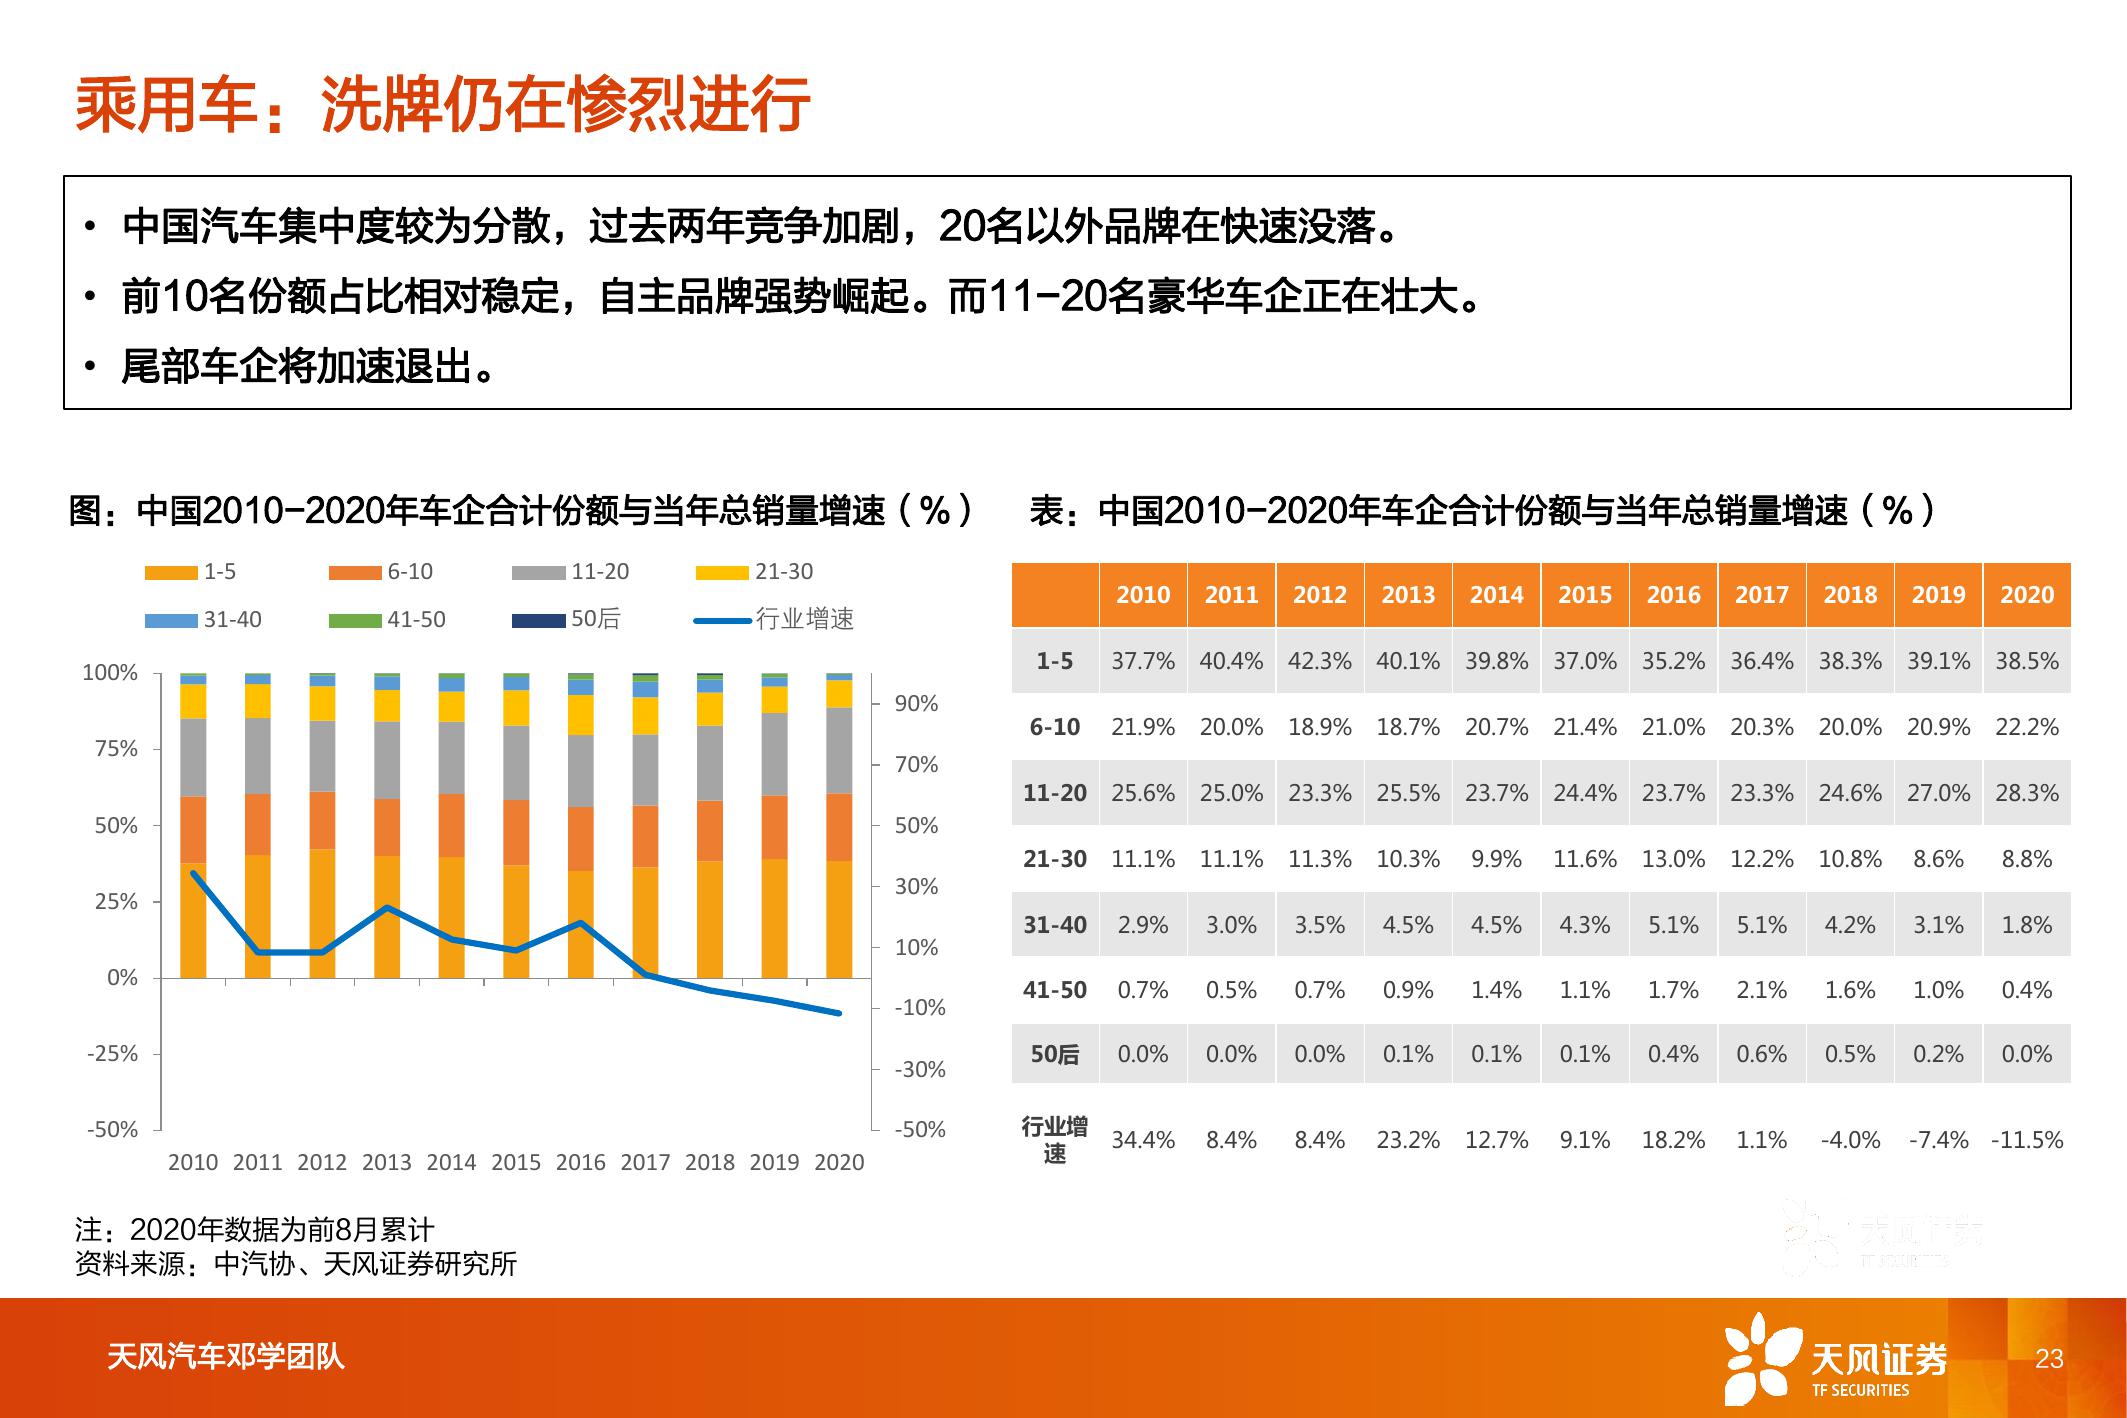 乘用车：洗牌仍在惨烈进行
• 中国汽车集中度较为分散，过去两年竞争加剧，20名以外品牌在快速没落。
• 前10名份额占比相对稳定，自主品牌强势崛起。而11-20名豪华车企正在壮大。
• 尾部车企将加速退出。
图：中国2010-2020年车企合计份额与当年总销量增速（%）
1-5 6-10 11-20 21-30
31-40 41-50 50后 行业增速
100%
75%
50%
25%
0%
-25%
-50%
90%
70%
50%
30%
10%
-10%
-30%
-50%
2010 2011 2012 2013 2014 2015 2016 2017 2018 2019 2020
表：中国2010-2020年车企合计份额与当年总销量增速（%）
2010 2011 2012 2013 2014 2015 2016 2017 2018 2019 2020
1-5 37.7% 40.4% 42.3% 40.1% 39.8% 37.0% 35.2% 36.4% 38.3% 39.1% 38.5%
6-10 21.9% 20.0% 18.9% 18.7% 20.7% 21.4% 21.0% 20.3% 20.0% 20.9% 22.2%
11-20 25.6% 25.0% 23.3% 25.5% 23.7% 24.4% 23.7% 23.3% 24.6% 27.0% 28.3%
21-30 11.1% 11.1% 11.3% 10.3% 9.9% 11.6% 13.0% 12.2% 10.8% 8.6% 8.8%
31-40 2.9% 3.0% 3.5% 4.5% 4.5% 4.3% 5.1% 5.1% 4.2% 3.1% 1.8%
41-50 0.7% 0.5% 0.7% 0.9% 1.4% 1.1% 1.7% 2.1% 1.6% 1.0% 0.4%
50后 0.0% 0.0% 0.0% 0.1% 0.1% 0.1% 0.4% 0.6% 0.5% 0.2% 0.0%
行业增
速 34.4% 8.4% 8.4% 23.2% 12.7% 9.1% 18.2% 1.1% -4.0% -7.4% -11.5%
注：2020年数据为前8月累计
资料来源：中汽协、天风证券研究所
天风汽车邓学团队
天风证券
TF SECURITIES
23